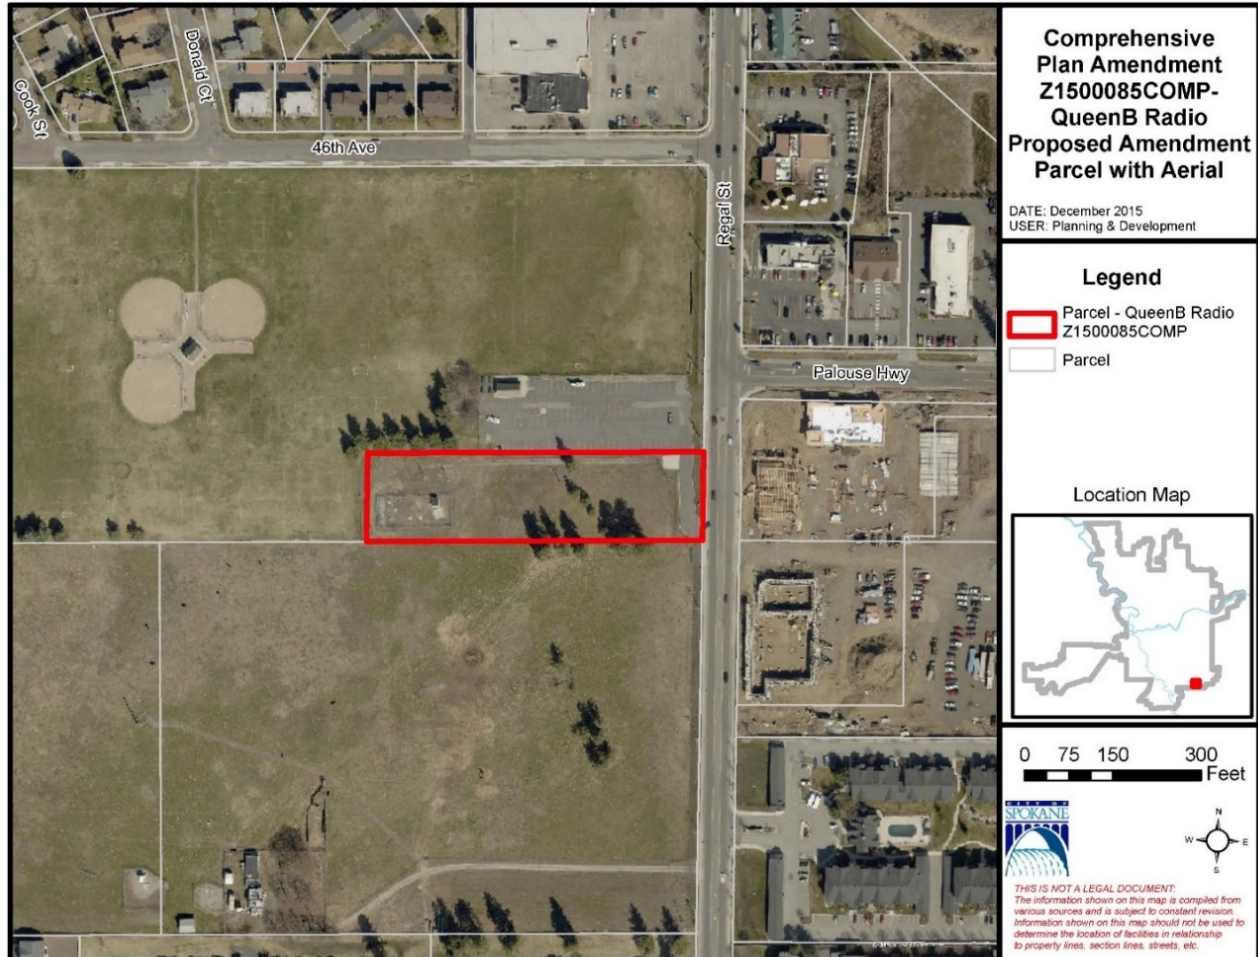 Cook St
Donald Ct
46th Ave
Regal St
Palouse Hwy
Comprehensive
Plan Amendment
Z1500085COMP-
QueenB Radio
Proposed Amendment
Parcel with Aerial
DATE: December 2015
USER: Planning & Development
Legend
Parcel - QueenB Radio
Z1500085COMP
Parcel
Location Map
0 75 150 300
Feet
CITY OF
SPOKANE
N
W E
S
THIS IS NOT A LEGAL DOCUMENT:
The information shown on this map is compiled from
various sources and is subject to constant revision.
Information shown on this map should not be used to
determine the location of facilities in relationship
to property lines, section lines, streets, etc.